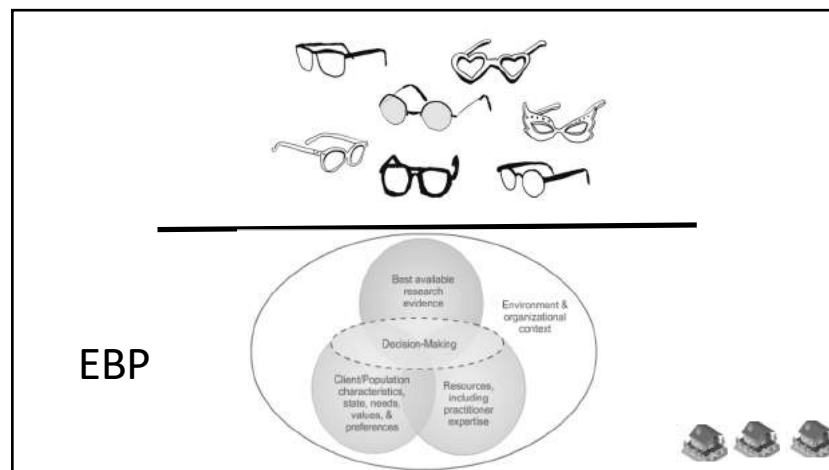 Best available
research
evidence
Environment &
organizational
context
Decision-Making
EBP
Client/Population
characteristics,
state, needs,
values, &
preferences
Resources,
including
practitioner
expertise